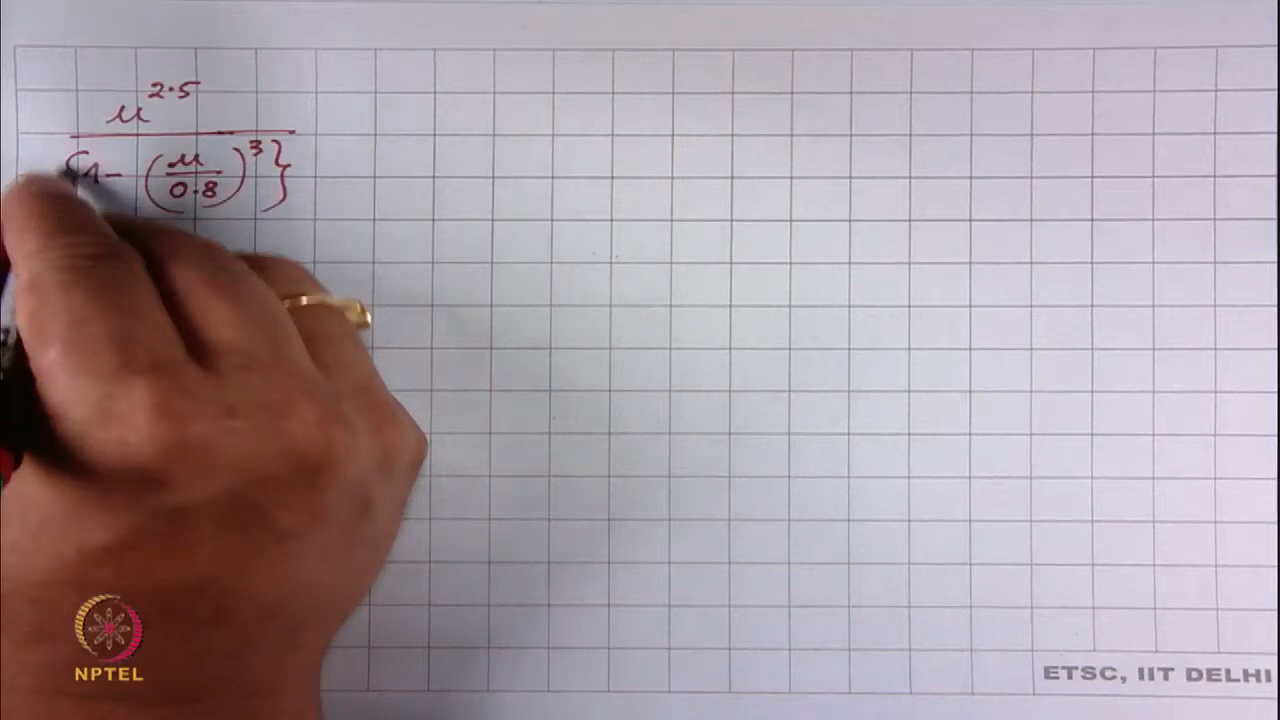 μ^2.5
{1 - (μ/0.8)^3}
NPTEL
ETSC, IIT DELHI